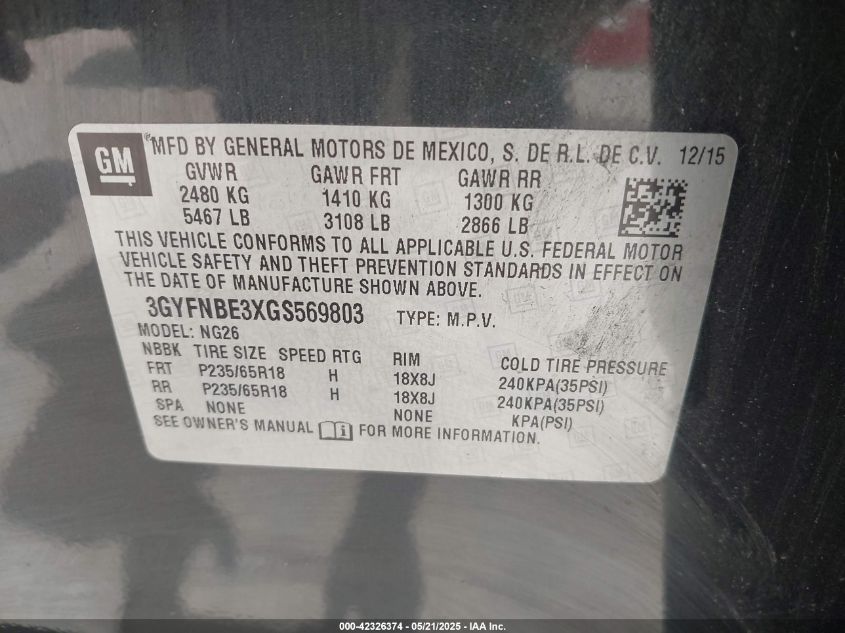 GM
® MFD BY GENERAL MOTORS DE MEXICO, S. DE R.L. DE C.V. 12/15
GVWR GAWR FRT GAWR RR
2480 KG 1410 KG 1300 KG
5467 LB 3108 LB 2866 LB
THIS VEHICLE CONFORMS TO ALL APPLICABLE U.S. FEDERAL MOTOR
VEHICLE SAFETY AND THEFT PREVENTION STANDARDS IN EFFECT ON
THE DATE OF MANUFACTURE SHOWN ABOVE.
3GYFNBE3XGS569803 TYPE: M.P.V.
MODEL: NG26
NBBK TIRE SIZE SPEED RTG RIM COLD TIRE PRESSURE
FRT P235/65R18 H 18X8J 240KPA(35PSI)
RR P235/65R18 H 18X8J 240KPA(35PSI)
SPA NONE NONE KPA(PSI)
SEE OWNER'S MANUAL i FOR MORE INFORMATION.
000-42326374 - 05/21/2025 - IAA Inc.